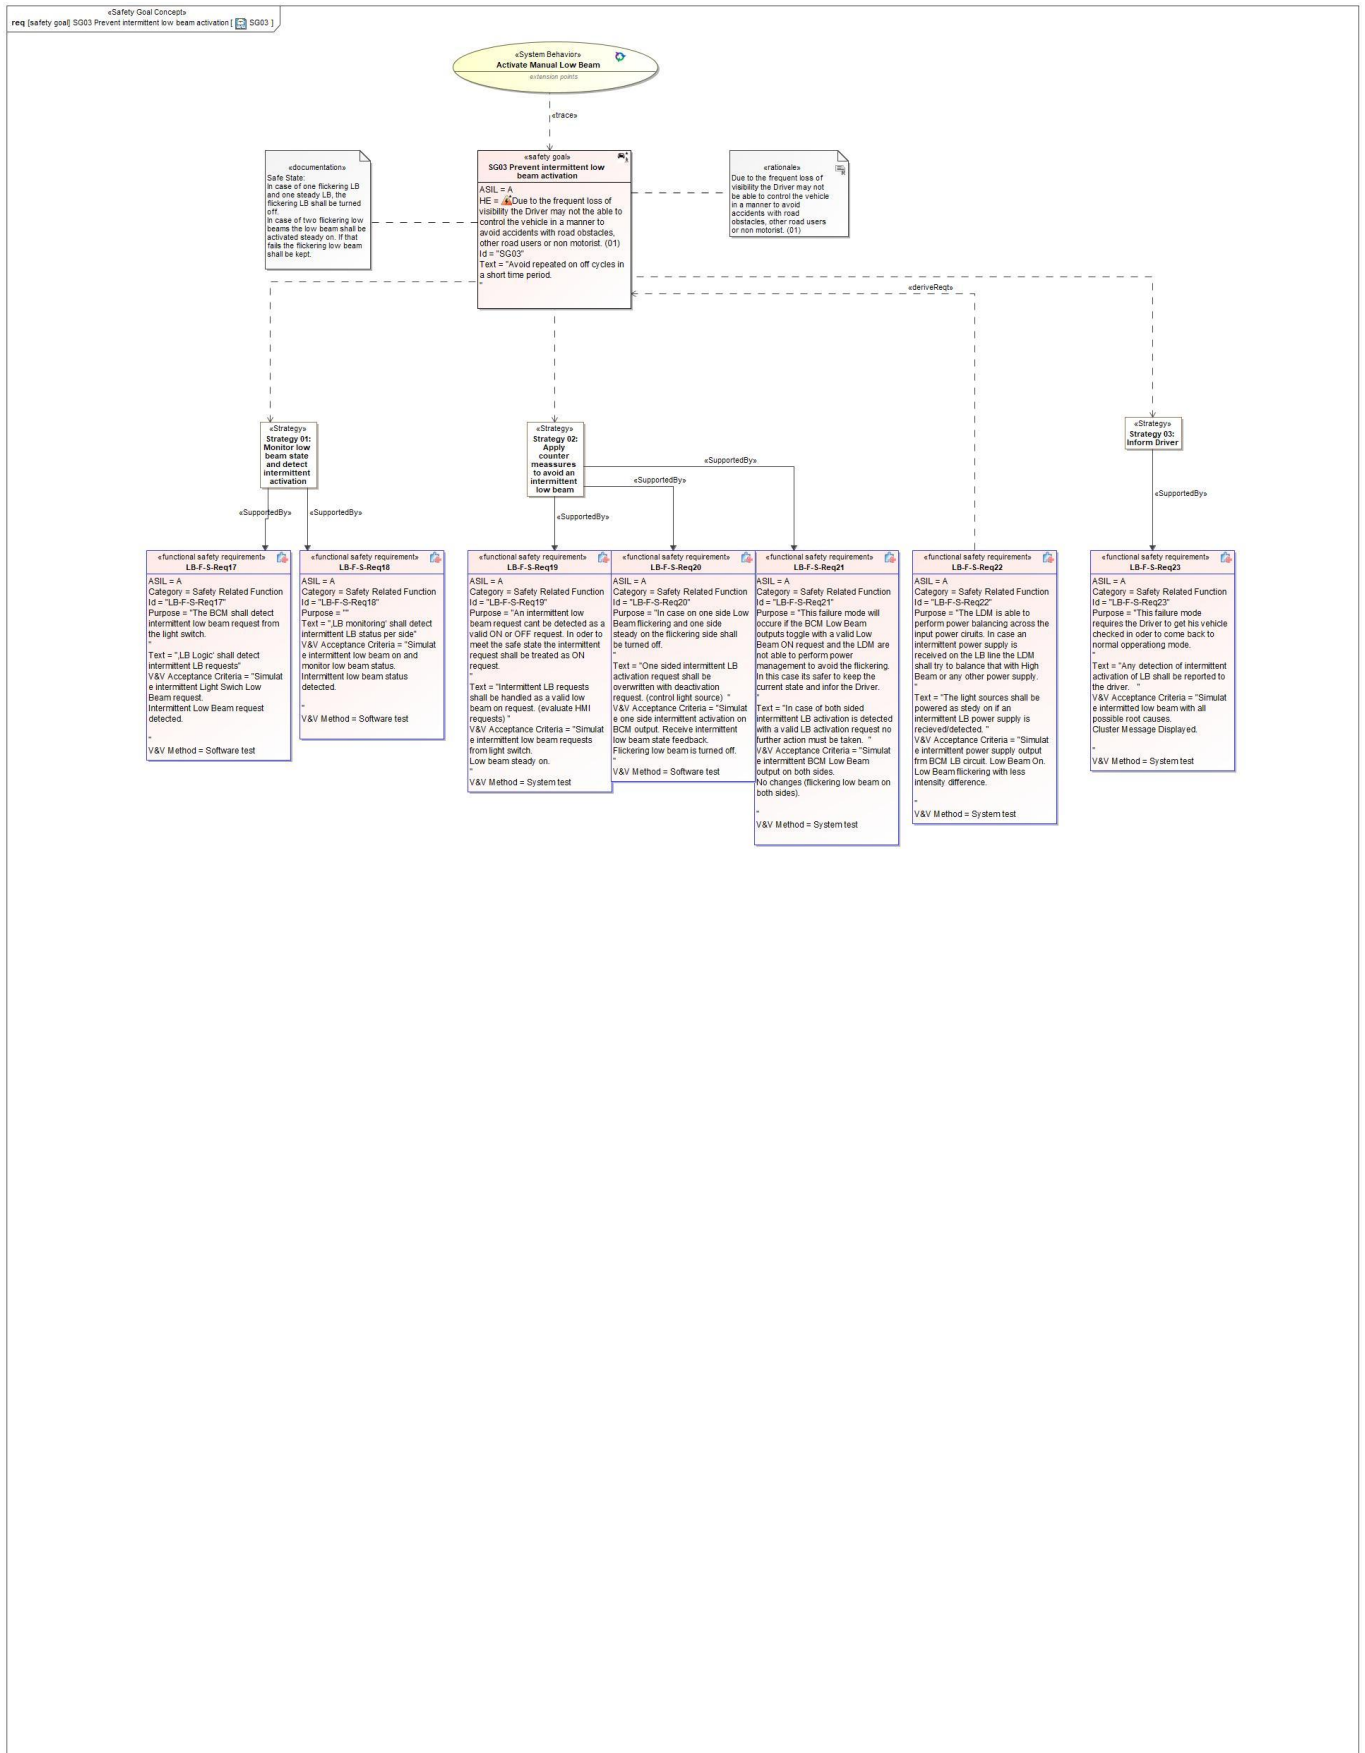 «Safety Goal Concept»
req [safety goal] SG03 Prevent intermittent low beam activation [ SG03 ]
«System Behavior»
Activate Manual Low Beam
extension points
«trace»
«documentation»
Safe State:
In case of one flickering LB
and one steady LB, the
flickering LB shall be turned
off.
In case of two flickering low
beams the low beam shall be
activated steady on. If that
fails the flickering low beam
shall be kept.
«safety goal»
SG03 Prevent intermittent low
beam activation
ASIL = A
HE = Due to the frequent loss of
visibility the Driver may not the able to
control the vehicle in a manner to
avoid accidents with road obstacles,
other road users or non motorist. (01)
Id = "SG03"
Text = "Avoid repeated on off cycles in
a short time period.
"
«rationale»
Due to the frequent loss of
visibility the Driver may not
be able to control the vehicle
in a manner to avoid
accidents with road
obstacles, other road users
or non motorist. (01)
«deriveReqt»
«Strategy»
Strategy 01:
Monitor low
beam state
and detect
intermittent
activation
«Strategy»
Strategy 02:
Apply
counter
meassures
to avoid an
intermittent
low beam
«Strategy»
Strategy 03:
Inform Driver
«SupportedBy»
«SupportedBy»
«SupportedBy»
«SupportedBy»
«SupportedBy»
«SupportedBy»
«functional safety requirement»
LB-F-S-Req17
ASIL = A
Category = Safety Related Function
Id = "LB-F-S-Req17"
Purpose = "The BCM shall detect
intermittent low beam request from
the light switch.
"
Text = "‚LB Logic' shall detect
intermittent LB requests"
V&V Acceptance Criteria = "Simulat
e intermittent Light Swich Low
Beam request.
Intermittent Low Beam request
detected.
"
V&V Method = Software test
«functional safety requirement»
LB-F-S-Req18
ASIL = A
Category = Safety Related Function
Id = "LB-F-S-Req18"
Purpose = ""
Text = "‚LB monitoring' shall detect
intermittent LB status per side"
V&V Acceptance Criteria = "Simulat
e intermittent low beam on and
monitor low beam status.
Intermittent low beam status
detected.
"
V&V Method = Software test
«functional safety requirement»
LB-F-S-Req19
ASIL = A
Category = Safety Related Function
Id = "LB-F-S-Req19"
Purpose = "An intermittent low
beam request cant be detected as a
valid ON or OFF request. In oder to
meet the safe state the intermittent
request shall be treated as ON
request.
"
Text = "Intermittent LB requests
shall be handled as a valid low
beam on request. (evaluate HMI
requests) "
V&V Acceptance Criteria = "Simulat
e intermittent low beam requests
from light switch.
Low beam steady on.
"
V&V Method = System test
«functional safety requirement»
LB-F-S-Req20
ASIL = A
Category = Safety Related Function
Id = "LB-F-S-Req20"
Purpose = "In case on one side Low
Beam flickering and one side
steady on the flickering side shall
be turned off.
"
Text = "One sided intermittent LB
activation request shall be
overwritten with deactivation
request. (control light source) "
V&V Acceptance Criteria = "Simulat
e one side intermittent activation on
BCM output. Receive intermittent
low beam state feedback.
Flickering low beam is turned off.
"
V&V Method = Software test
«functional safety requirement»
LB-F-S-Req21
ASIL = A
Category = Safety Related Function
Id = "LB-F-S-Req21"
Purpose = "This failure mode will
occure if the BCM Low Beam
outputs toggle with a valid Low
Beam ON request and the LDM are
not able to perform power
management to avoid the flickering.
In this case its safer to keep the
current state and infor the Driver.
"
Text = "In case of both sided
intermittent LB activation is detected
with a valid LB activation request no
further action must be taken. "
V&V Acceptance Criteria = "Simulat
e intermittent BCM Low Beam
output on both sides.
No changes (flickering low beam on
both sides).
"
V&V Method = System test
«functional safety requirement»
LB-F-S-Req22
ASIL = A
Category = Safety Related Function
Id = "LB-F-S-Req22"
Purpose = "The LDM is able to
perform power balancing across the
input power ciruits. In case an
intermittent power supply is
received on the LB line the LDM
shall try to balance that with High
Beam or any other power supply.
"
Text = "The light sources shall be
powered as stedy on if an
intermittent LB power supply is
recieved/detected. "
V&V Acceptance Criteria = "Simulat
e intermittent power supply output
frm BCM LB circuit. Low Beam On.
Low Beam flickering with less
intensity difference.
"
V&V Method = System test
«functional safety requirement»
LB-F-S-Req23
ASIL = A
Category = Safety Related Function
Id = "LB-F-S-Req23"
Purpose = "This failure mode
requires the Driver to get his vehicle
checked in oder to come back to
normal opperationg mode.
"
Text = "Any detection of intermittent
activation of LB shall be reported to
the driver. "
V&V Acceptance Criteria = "Simulat
e intermitted low beam with all
possible root causes.
Cluster Message Displayed.
"
V&V Method = System test